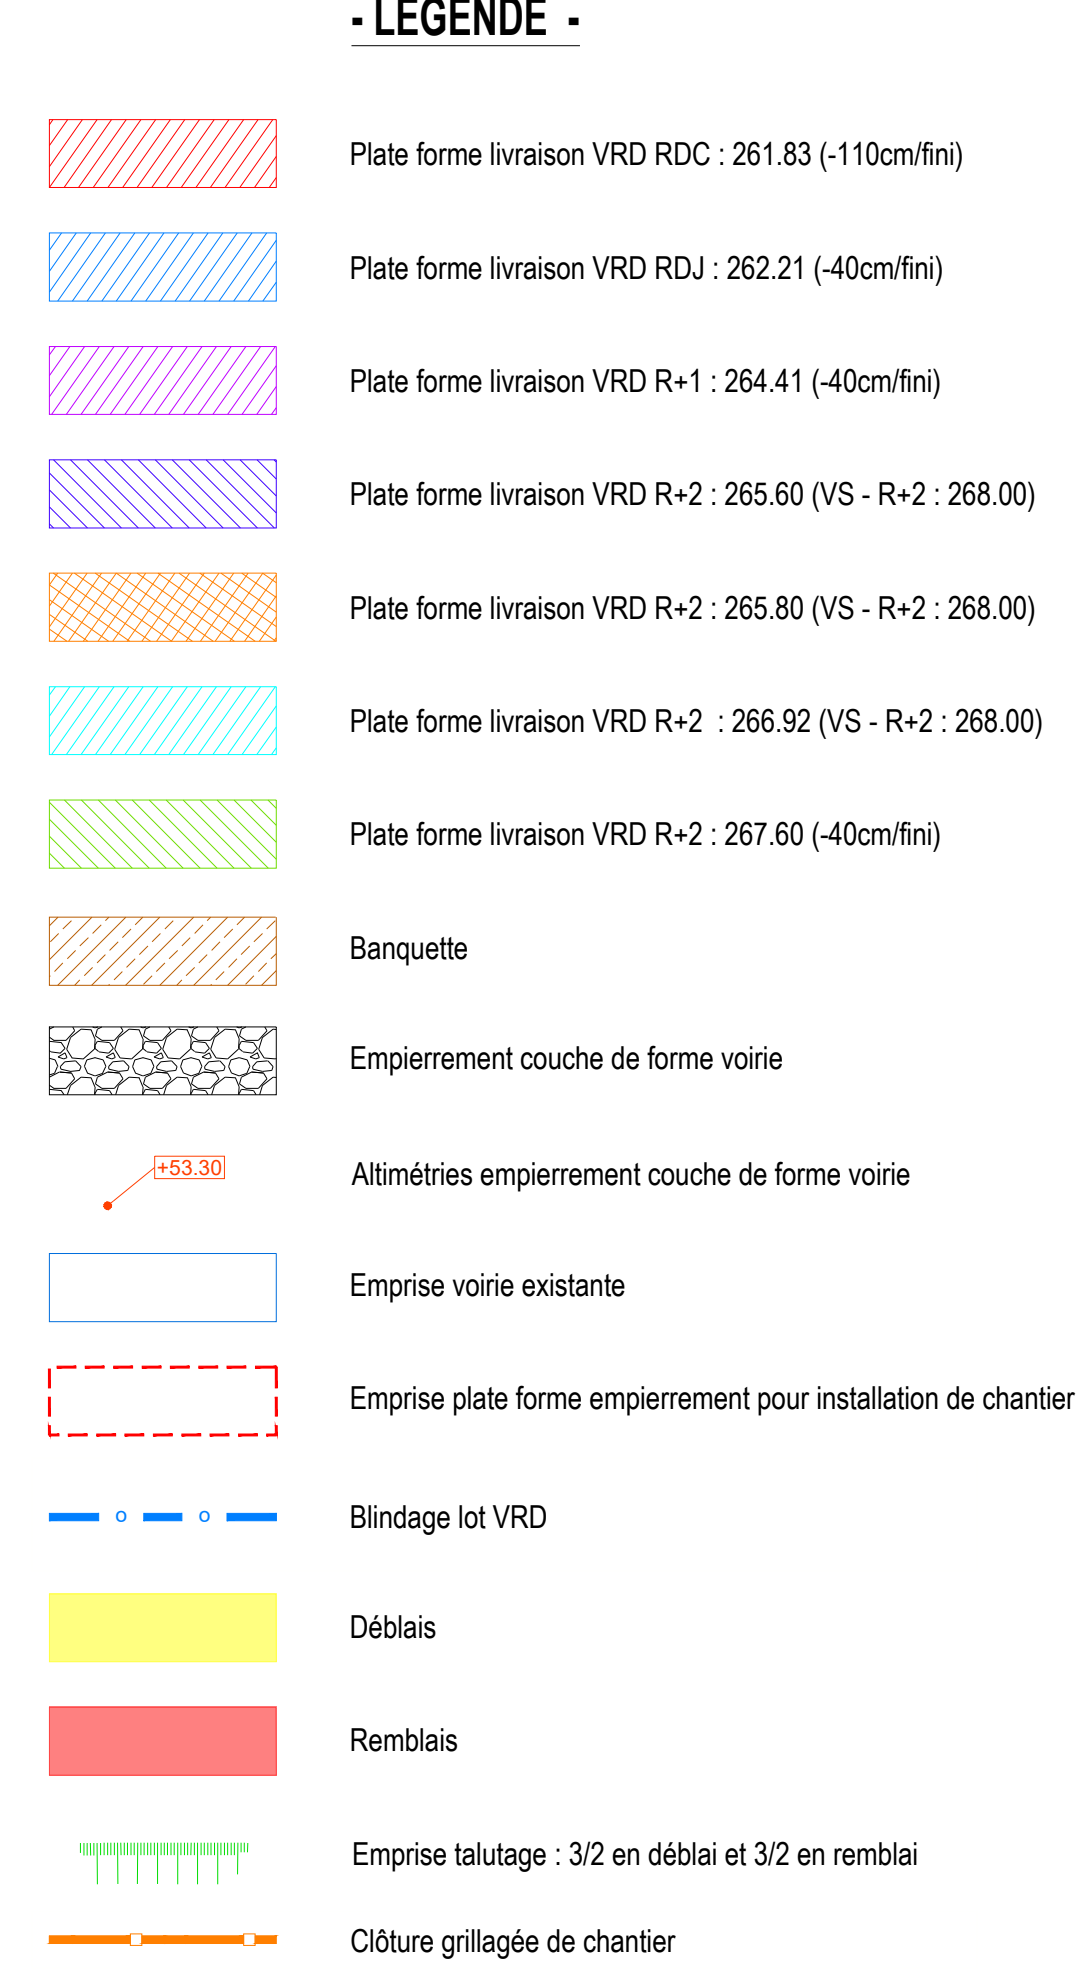 - LEGENDE -
Plate forme livraison VRD RDC : 261.83 (-110cm/fini)
Plate forme livraison VRD RDJ : 262.21 (-40cm/fini)
Plate forme livraison VRD R+1 : 264.41 (-40cm/fini)
Plate forme livraison VRD R+2 : 265.60 (VS - R+2 : 268.00)
Plate forme livraison VRD R+2 : 265.80 (VS - R+2 : 268.00)
Plate forme livraison VRD R+2 : 266.92 (VS - R+2 : 268.00)
Plate forme livraison VRD R+2 : 267.60 (-40cm/fini)
Banquette
Empierrement couche de forme voirie
+53.30
Altimétries empierrement couche de forme voirie
Emprise voirie existante
Emprise plate forme empierrement pour installation de chantier
Blindage lot VRD
Déblais
Remblais
Emprise talutage : 3/2 en déblai et 3/2 en remblai
Clôture grillagée de chantier